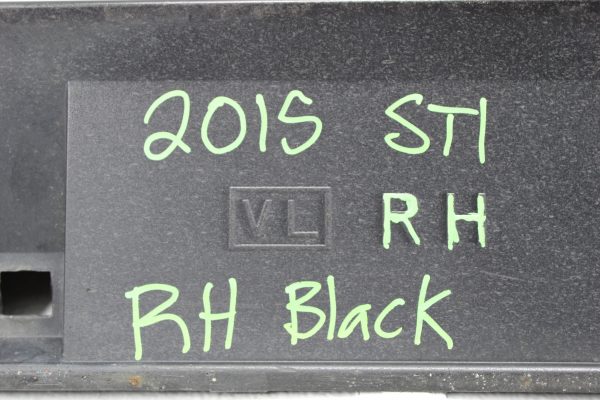 2015 STI
VL RH
RH Black